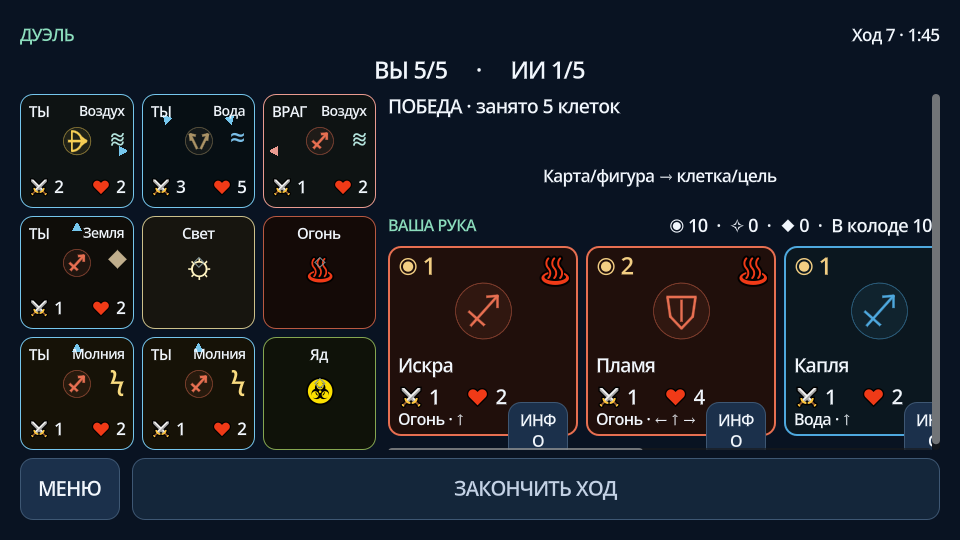 ДУЭЛЬ
Ход 7 · 1:45
ВЫ 5/5 · ИИ 1/5
ТЫ Воздух
2 2
ТЫ Вода
3 5
ВРАГ Воздух
1 2
ПОБЕДА · занято 5 клеток
Карта/фигура → клетка/цель
ТЫ Земля
1 2
Свет
Огонь
ВАША РУКА
◉ 10 · ✧ 0 · ◆ 0 · В колоде 10
ТЫ Молния
1 2
ТЫ Молния
1 2
Яд
◉ 1
Искра
1 2
Огонь · ↑
ИНФ
О
◉ 2
Пламя
1 4
Огонь · ← ↑ →
ИНФ
О
◉ 1
Капля
1 2
Вода · ↑
МЕНЮ
ЗАКОНЧИТЬ ХОД